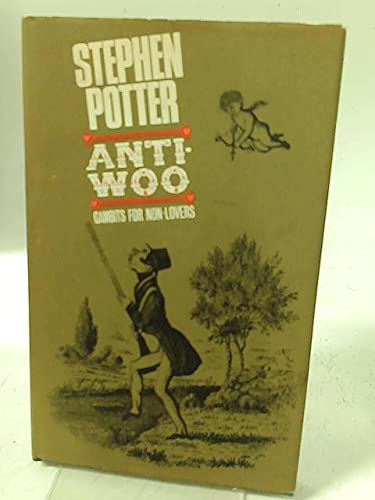 STEPHEN
POTTER
ANTI-
WOO
GAMBITS FOR NON-LOVERS